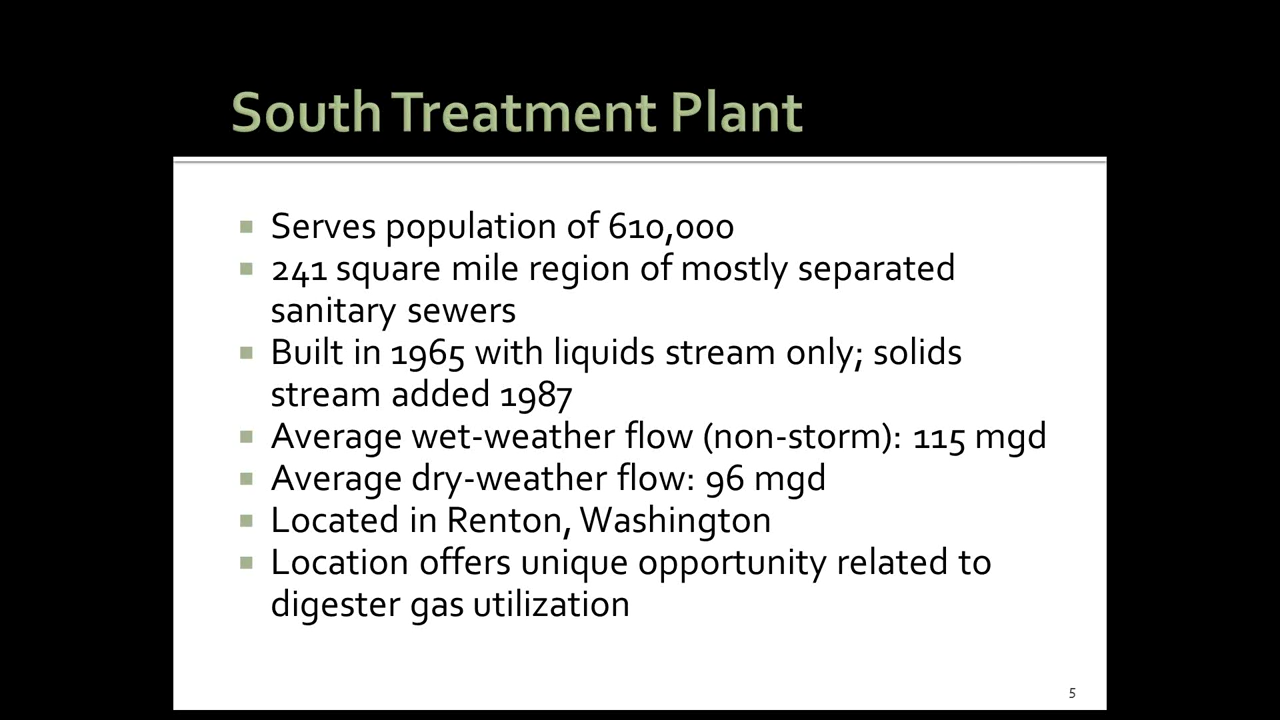 South Treatment Plant
Serves population of 610,000
241 square mile region of mostly separated
sanitary sewers
Built in 1965 with liquids stream only; solids
stream added 1987
Average wet-weather flow (non-storm): 115 mgd
Average dry-weather flow: 96 mgd
Located in Renton, Washington
Location offers unique opportunity related to
digester gas utilization
5